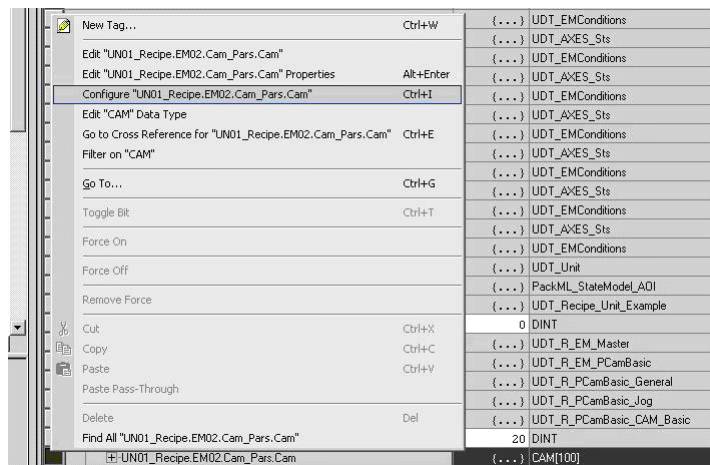 New Tag... Ctrl+W
Edit "UN01_Recipe.EM02.Cam_Pars.Cam"
Edit "UN01_Recipe.EM02.Cam_Pars.Cam" Properties Alt+Enter
Configure "UN01_Recipe.EM02.Cam_Pars.Cam" Ctrl+I
Edit "CAM" Data Type
Go to Cross Reference for "UN01_Recipe.EM02.Cam_Pars.Cam" Ctrl+E
Filter on "CAM"
Go To... Ctrl+G
Toggle Bit Ctrl+T
Force On
Force Off
Remove Force
Cut Ctrl+X
Copy Ctrl+C
Paste Ctrl+V
Paste Pass-Through
Delete Del
Find All "UN01_Recipe.EM02.Cam_Pars.Cam"
UN01_Recipe.EM02.Cam_Pars.Cam
{...} UDT_EMConditions
{...} UDT_AXES_Sts
{...} UDT_EMConditions
{...} UDT_AXES_Sts
{...} UDT_EMConditions
{...} UDT_AXES_Sts
{...} UDT_EMConditions
{...} UDT_AXES_Sts
{...} UDT_EMConditions
{...} UDT_AXES_Sts
{...} UDT_EMConditions
{...} UDT_AXES_Sts
{...} UDT_EMConditions
{...} UDT_Unit
{...} PackML_StateModel_AOI
{...} UDT_Recipe_Unit_Example
0 DINT
{...} UDT_R_EM_Master
{...} UDT_R_EM_PCamBasic
{...} UDT_R_PCamBasic_General
{...} UDT_R_PCamBasic_Jog
{...} UDT_R_PCamBasic_CAM_Basic
20 DINT
{...} CAM[100]